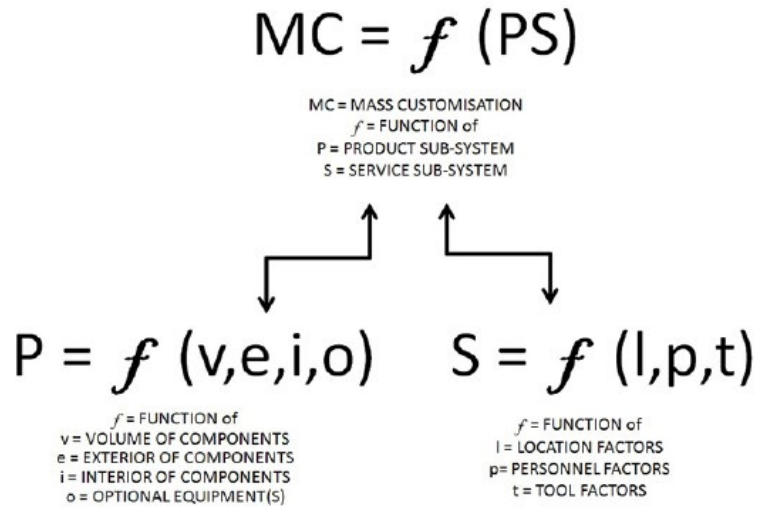 MC = f (PS)
MC = MASS CUSTOMISATION
f = FUNCTION of
P = PRODUCT SUB-SYSTEM
S = SERVICE SUB-SYSTEM
P = f (v,e,i,o)
f = FUNCTION of
v = VOLUME OF COMPONENTS
e = EXTERIOR OF COMPONENTS
i = INTERIOR OF COMPONENTS
o = OPTIONAL EQUIPMENT(S)
S = f (l,p,t)
f = FUNCTION of
l = LOCATION FACTORS
p= PERSONNEL FACTORS
t = TOOL FACTORS